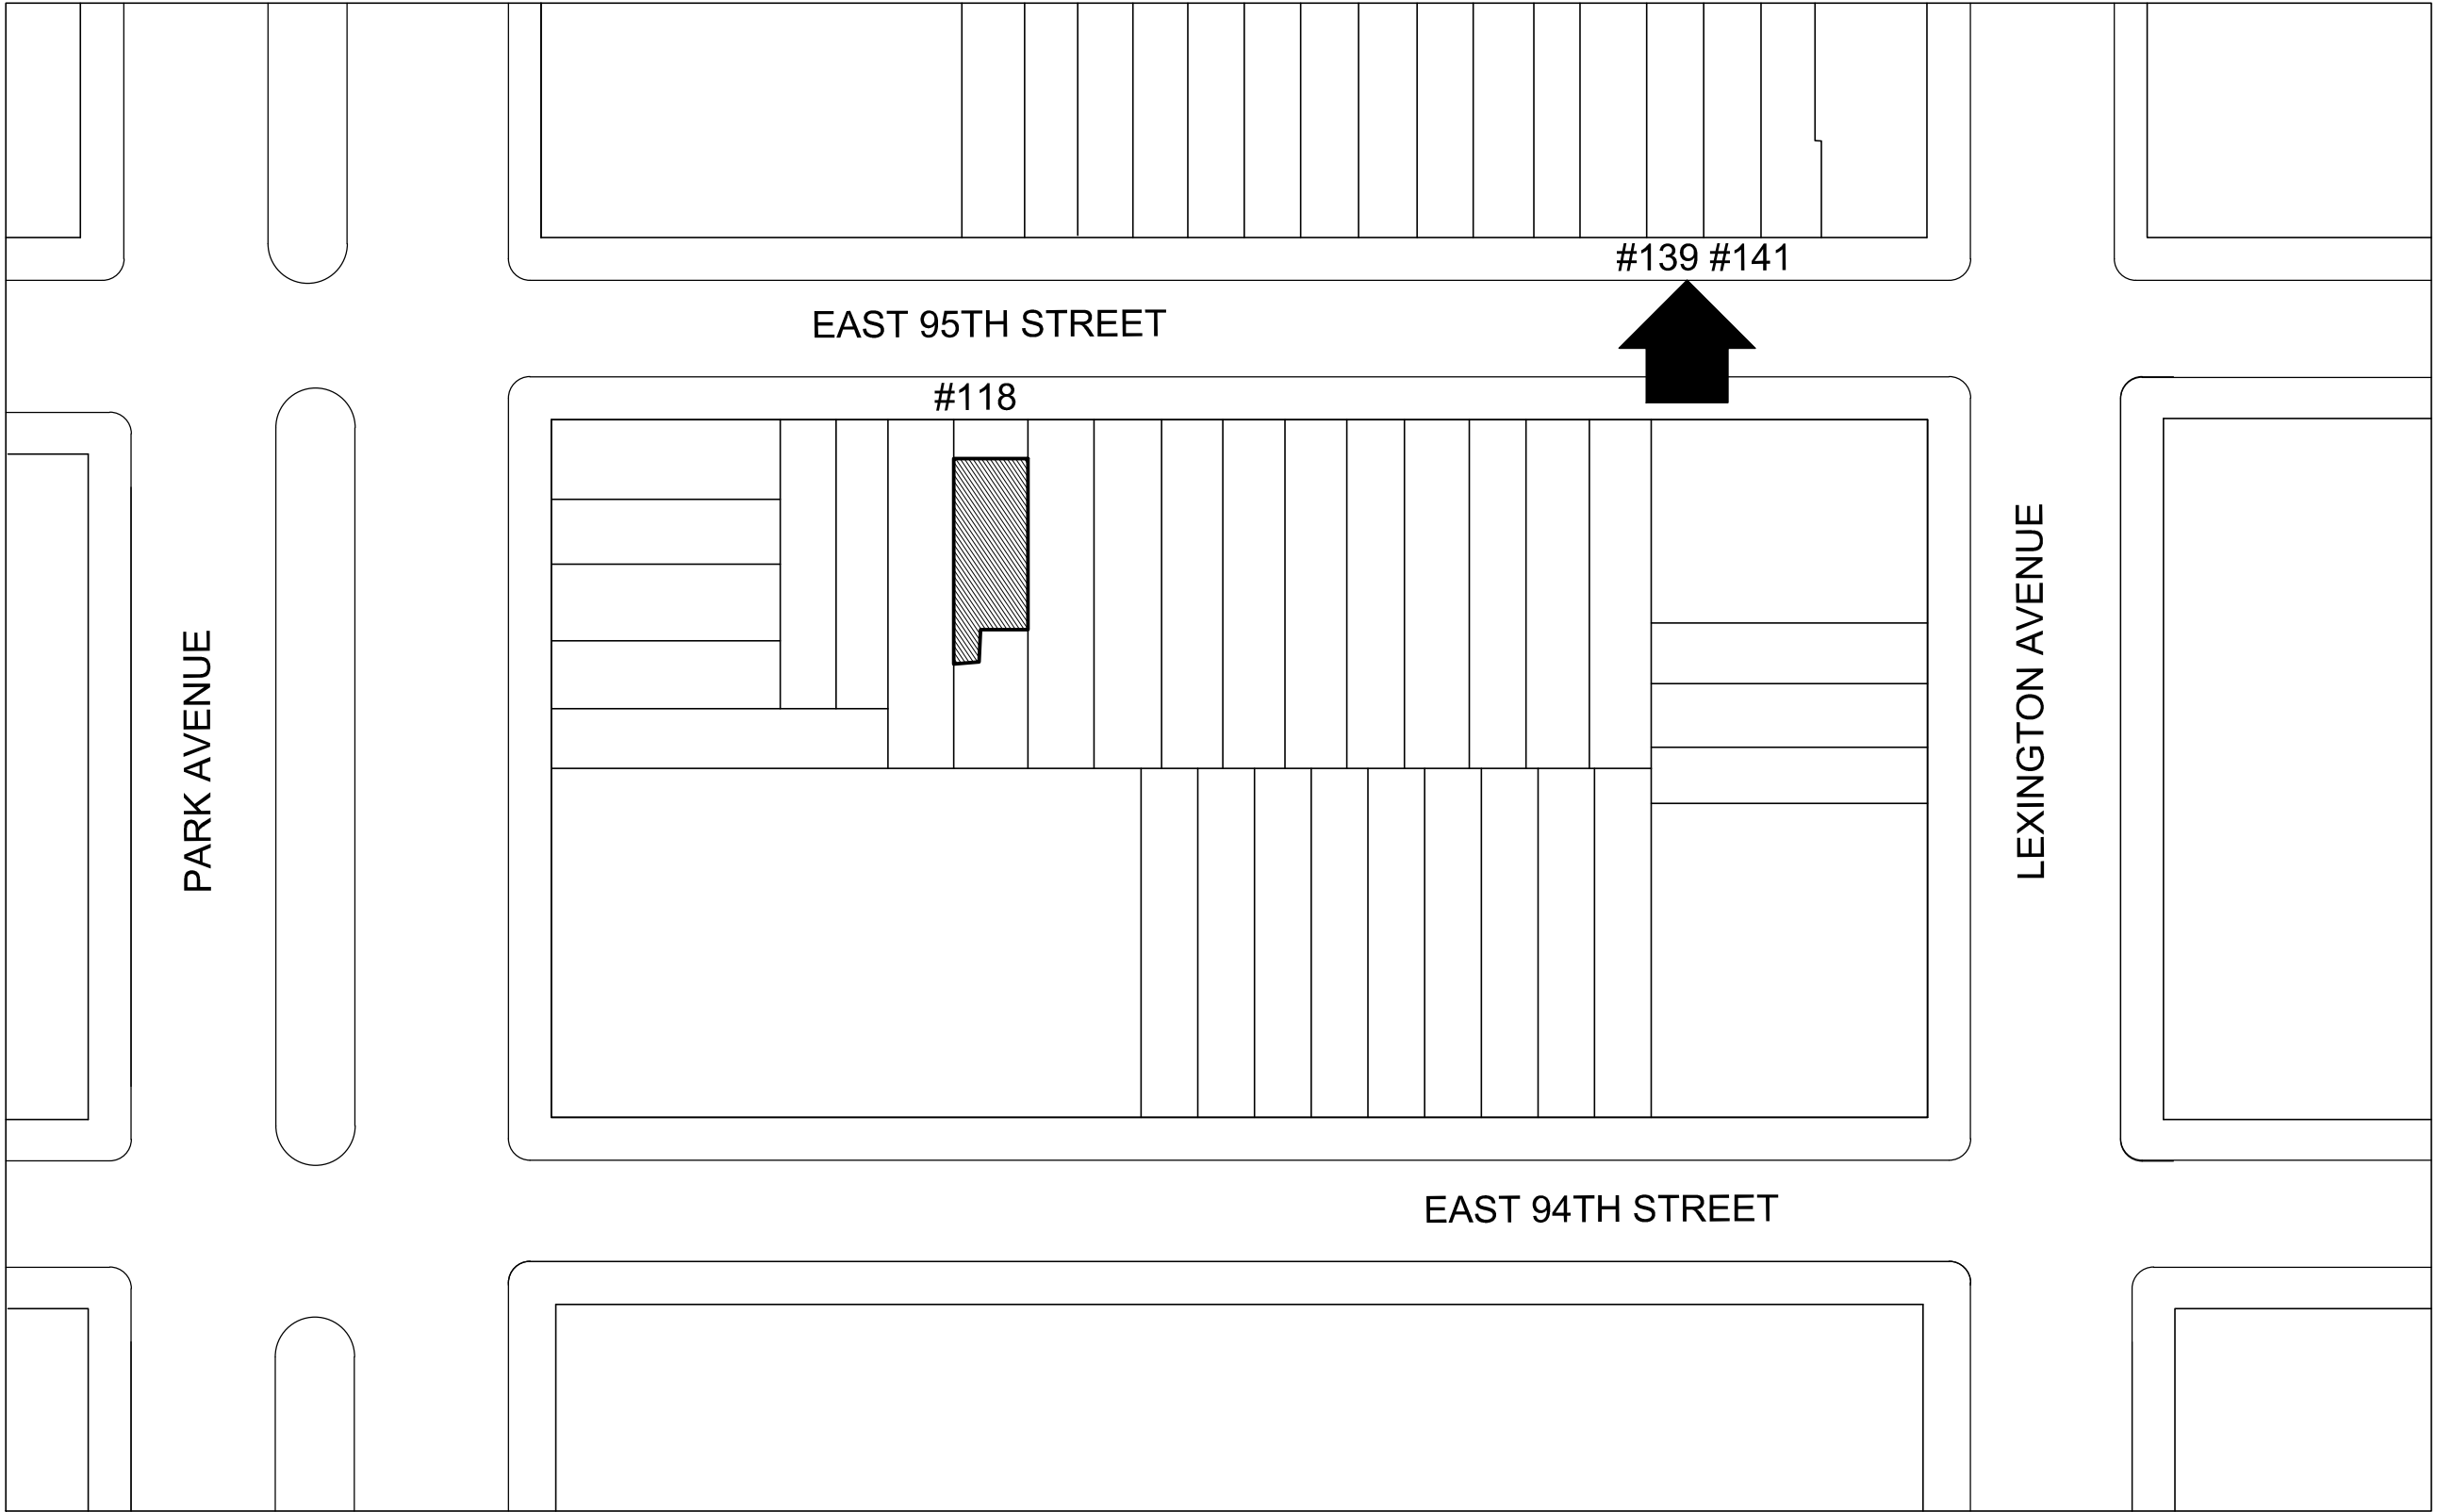 #139 #141
EAST 95TH STREET
#118
PARK AVENUE
LEXINGTON AVENUE
EAST 94TH STREET